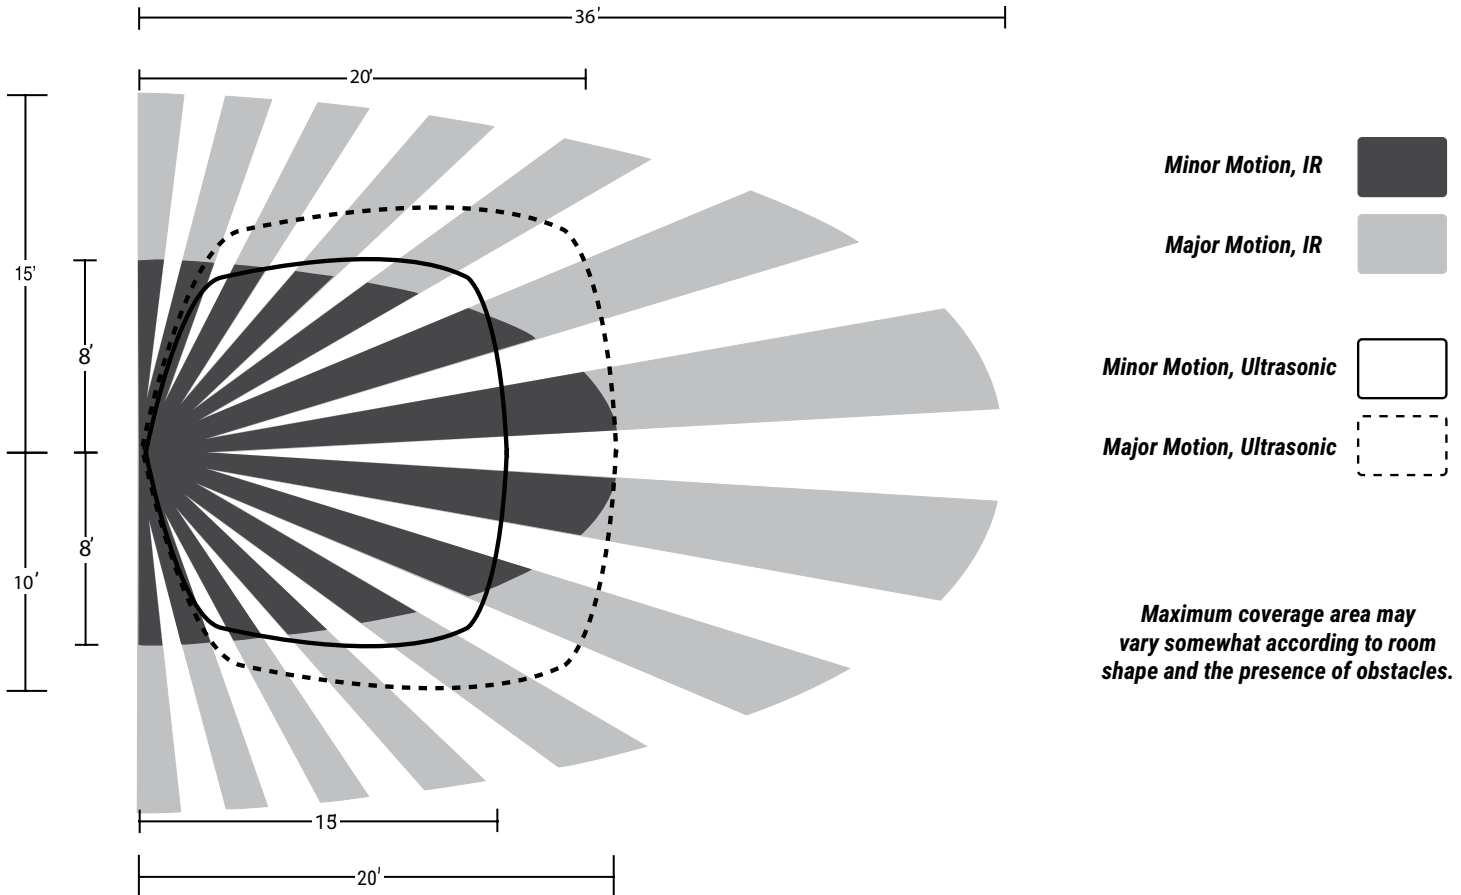 36'
20'
15'
8'
8'
10'
15
20'
Minor Motion, IR
Major Motion, IR
Minor Motion, Ultrasonic
Major Motion, Ultrasonic
Maximum coverage area may
vary somewhat according to room
shape and the presence of obstacles.